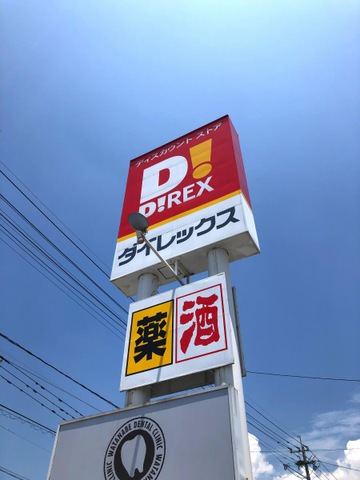 ディスカウント ストア
D!
D!REX
ダイレックス
薬 酒
WATANABE DENTAL CLINIC